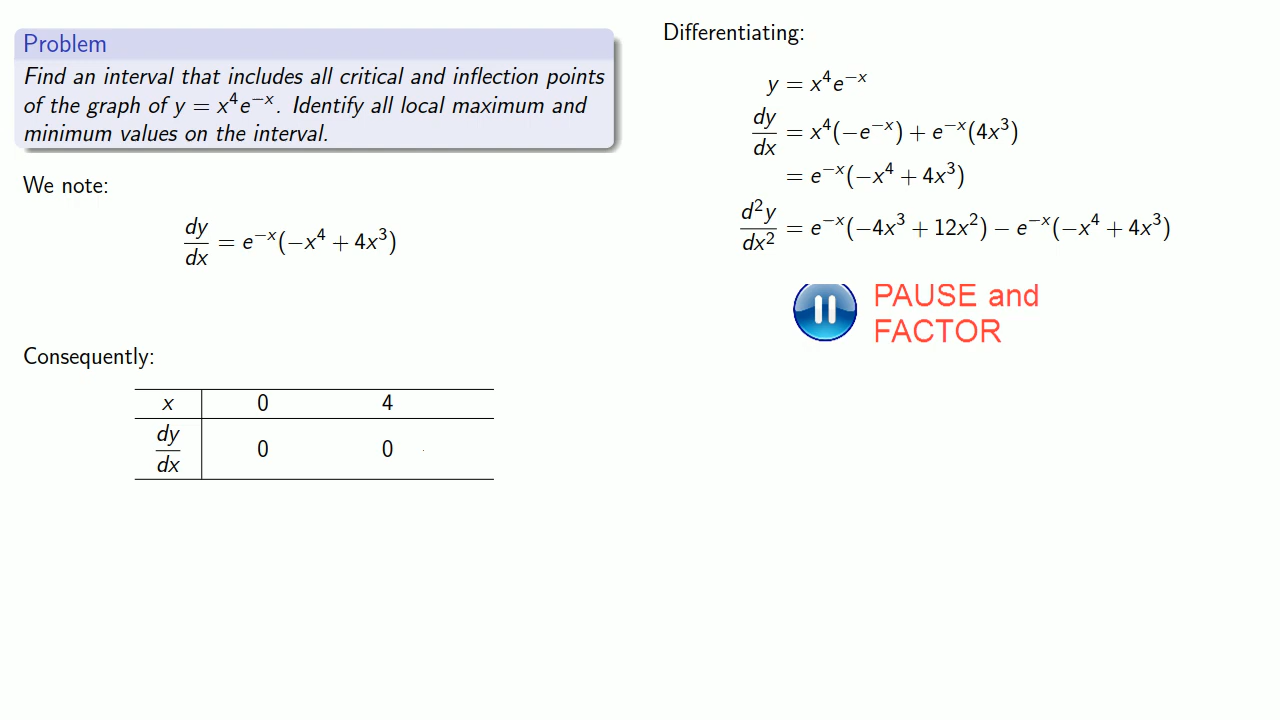 Problem
Find an interval that includes all critical and inflection points
of the graph of y = x⁴e⁻ˣ. Identify all local maximum and
minimum values on the interval.
We note:
dy/dx = e⁻ˣ(−x⁴ + 4x³)
Consequently:
x 0 4
dy/dx 0 0
Differentiating:
y = x⁴e⁻ˣ
dy/dx = x⁴(−e⁻ˣ) + e⁻ˣ(4x³)
= e⁻ˣ(−x⁴ + 4x³)
d²y/dx² = e⁻ˣ(−4x³ + 12x²) − e⁻ˣ(−x⁴ + 4x³)
PAUSE and
FACTOR